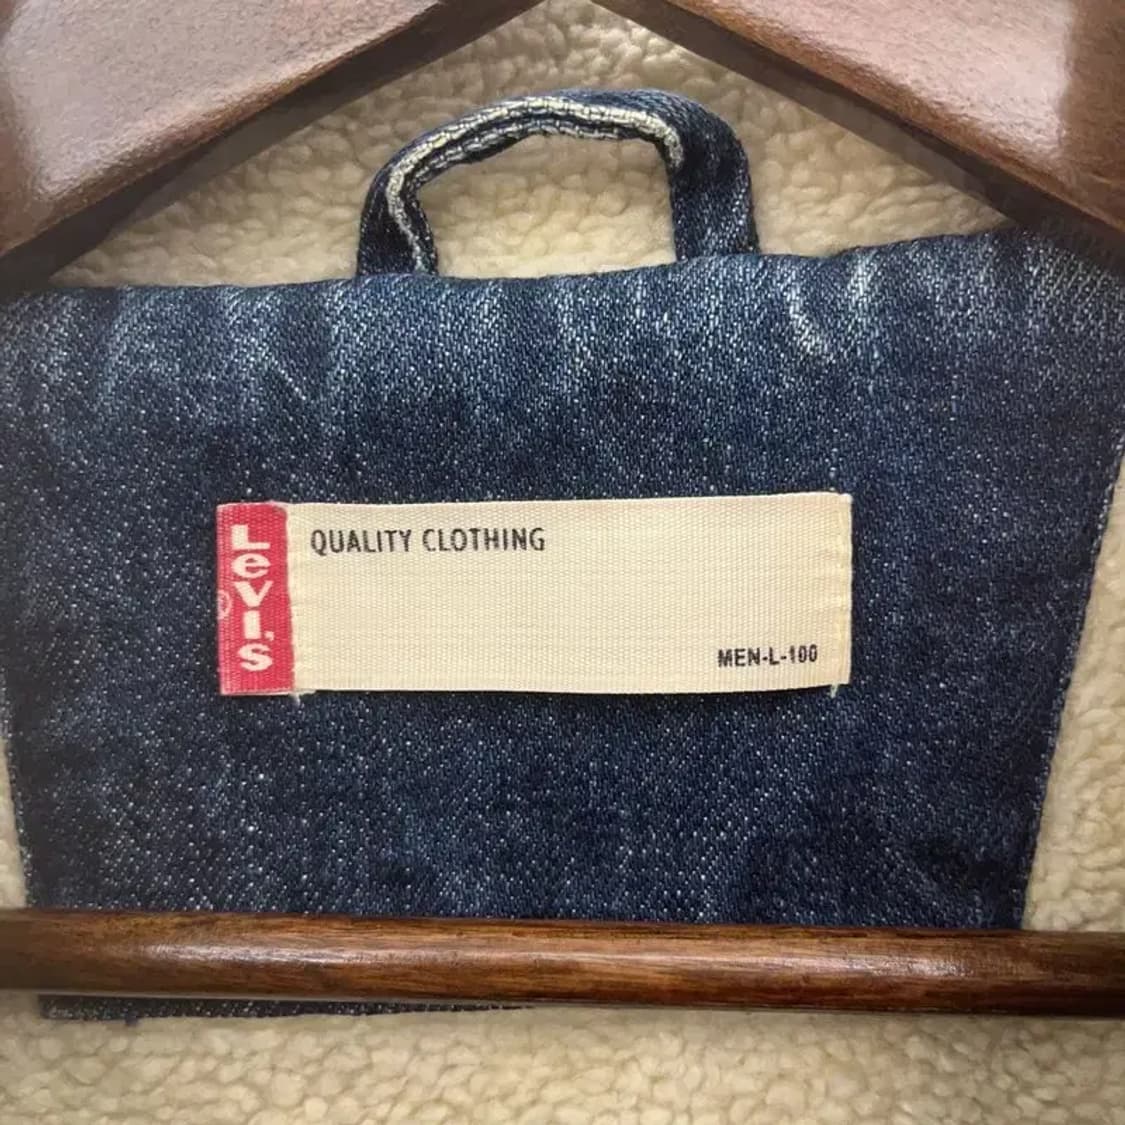 Levi's
®
QUALITY CLOTHING
MEN-L-100